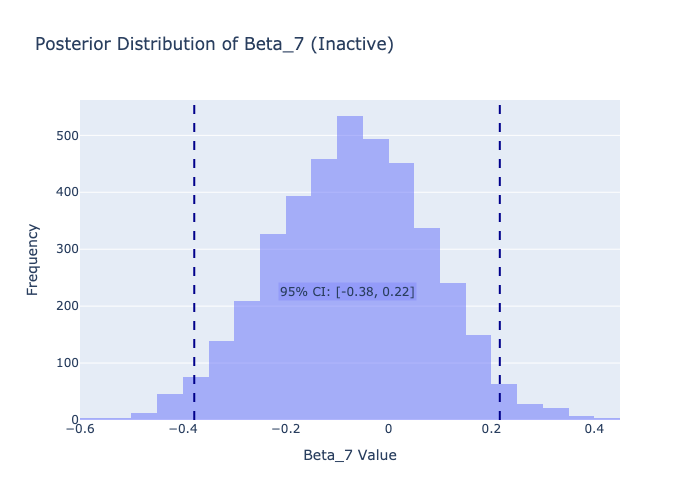 Posterior Distribution of Beta_7 (Inactive)
500
400
300
200
100
0
Frequency
95% CI: [-0.38, 0.22]
−0.6 −0.4 −0.2 0 0.2 0.4
Beta_7 Value